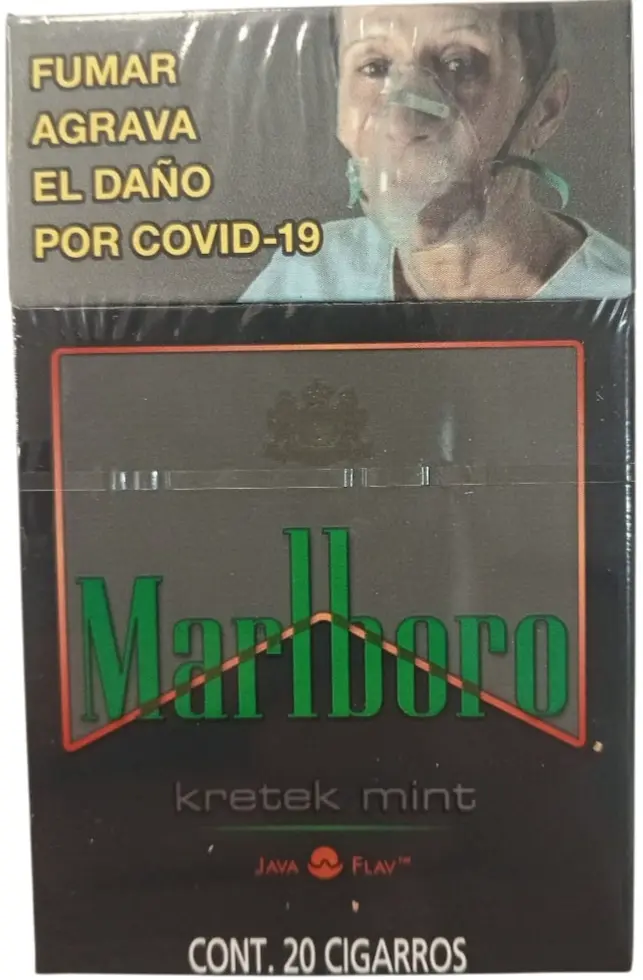 FUMAR
AGRAVA
EL DAÑO
POR COVID-19
Marlboro
kretek mint
JAVA FLAV™
CONT. 20 CIGARROS